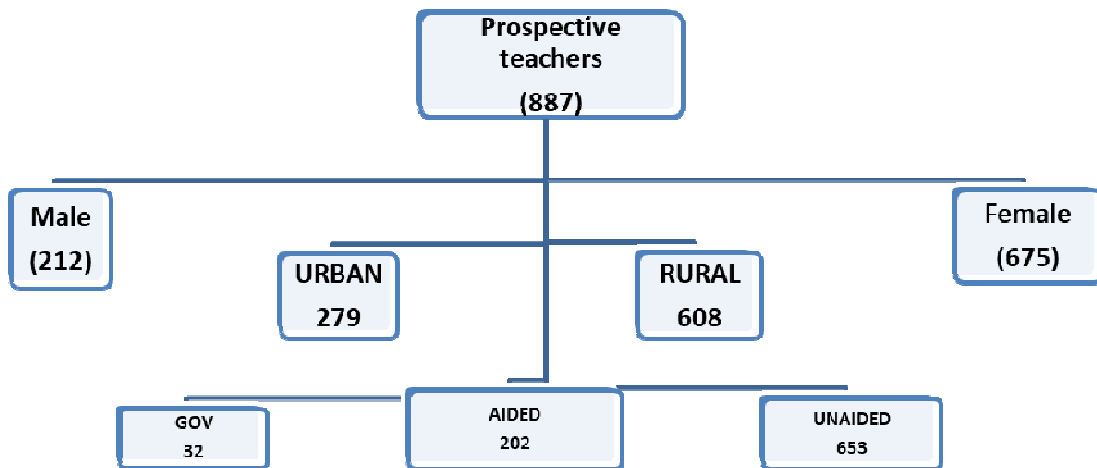 Prospective
teachers
(887)
Male
(212)
Female
(675)
URBAN
279
RURAL
608
GOV
32
AIDED
202
UNAIDED
653